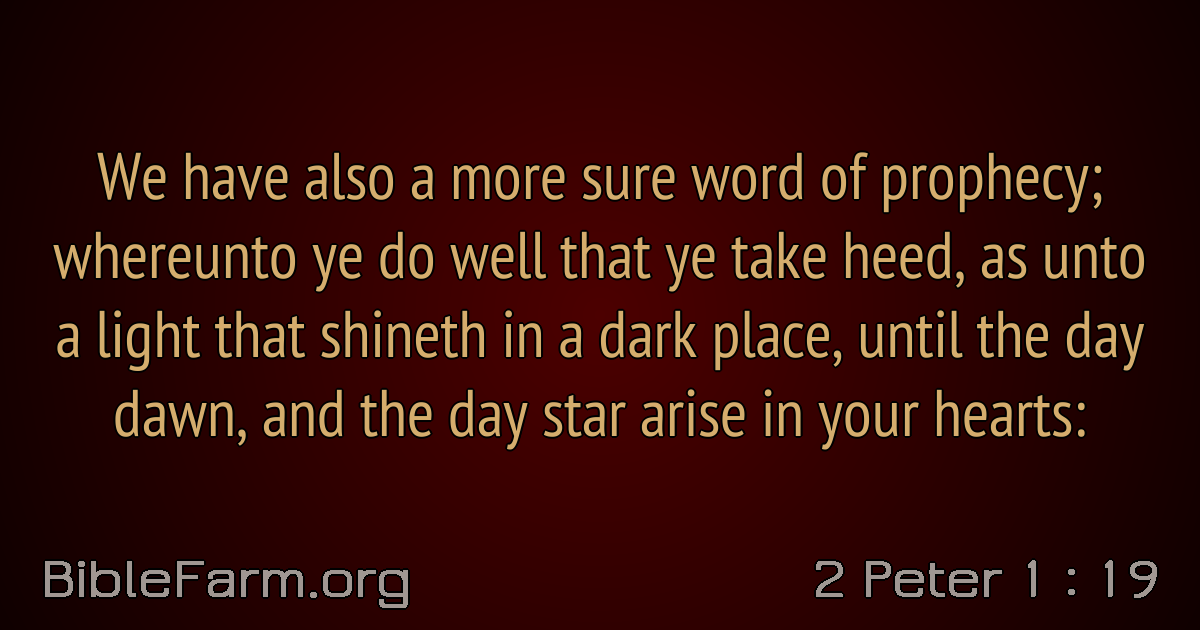 We have also a more sure word of prophecy;
whereunto ye do well that ye take heed, as unto
a light that shineth in a dark place, until the day
dawn, and the day star arise in your hearts:
BibleFarm.org
2 Peter 1 : 19